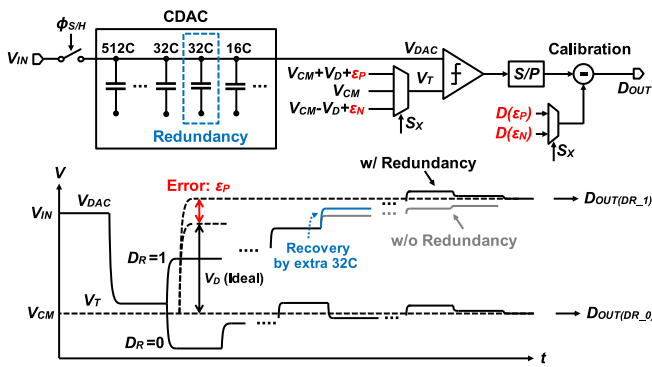 CDAC
ϕS/H
VIN
512C 32C 32C 16C
... ...
Redundancy
VDAC
VCM+VD+εP
VCM
VCM-VD+εN
VT
SX
S/P
Calibration
DOUT
D(εP)
D(εN)
SX
V
VIN
VDAC
Error: εP
w/ Redundancy
DOUT(DR_1)
w/o Redundancy
Recovery
by extra 32C
DR=1
VD (Ideal)
VCM
VT
DOUT(DR_0)
DR=0
t